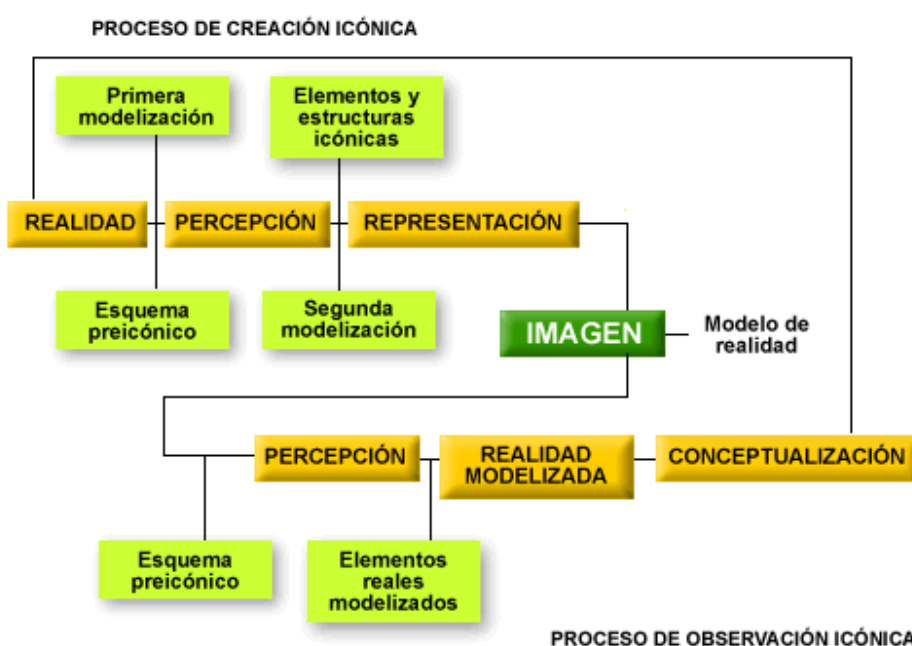 PROCESO DE CREACIÓN ICÓNICA
Primera
modelización
Elementos y
estructuras
icónicas
REALIDAD
PERCEPCIÓN
REPRESENTACIÓN
Esquema
preicónico
Segunda
modelización
IMAGEN
Modelo de
realidad
PERCEPCIÓN
REALIDAD
MODELIZADA
CONCEPTUALIZACIÓN
Esquema
preicónico
Elementos
reales
modelizados
PROCESO DE OBSERVACIÓN ICÓNICA